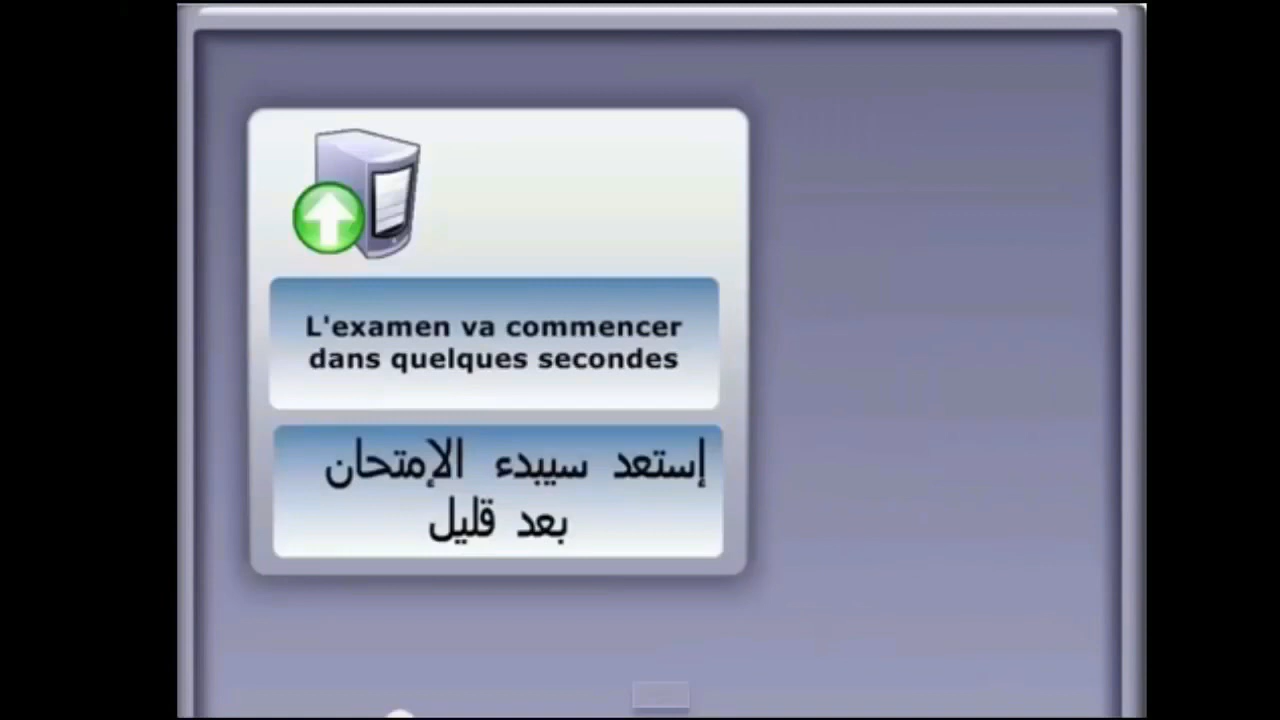 L'examen va commencer
dans quelques secondes
إستعد سيبدء الإمتحان
بعد قليل